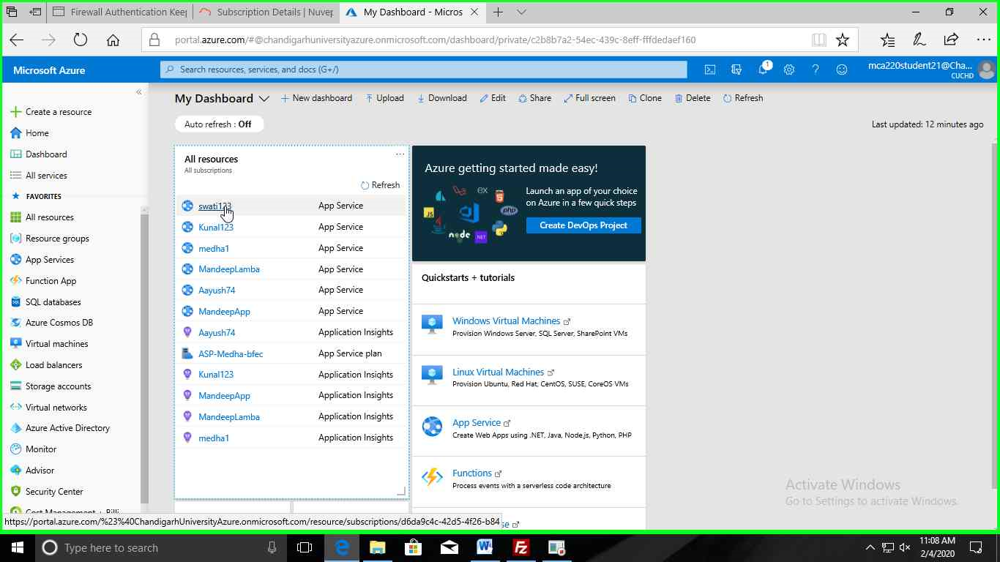 Firewall Authentication Kee
Subscription Details | Nuvep
My Dashboard - Micros
portal.azure.com/#@chandigarhuniversityazure.onmicrosoft.com/dashboard/private/c2b8b7a2-54ec-439c-8eff-fffdedaef160
Microsoft Azure
Search resources, services, and docs (G+/)
1
mca220student21@Cha...
CUCHD
Create a resource
Home
Dashboard
All services
FAVORITES
All resources
Resource groups
App Services
Function App
SQL databases
Azure Cosmos DB
Virtual machines
Load balancers
Storage accounts
Virtual networks
Azure Active Directory
Monitor
Advisor
Security Center
Cost Management + Billi
My Dashboard
New dashboard
Upload
Download
Edit
Share
Full screen
Clone
Delete
Refresh
Auto refresh : Off
Last updated: 12 minutes ago
All resources
All subscriptions
Refresh
swati123 App Service
Kunal123 App Service
medha1 App Service
MandeepLamba App Service
Aayush74 App Service
MandeepApp App Service
Aayush74 Application Insights
ASP-Medha-bfec App Service plan
Kunal123 Application Insights
MandeepApp Application Insights
MandeepLamba Application Insights
medha1 Application Insights
Azure getting started made easy!
Launch an app of your choice
on Azure in a few quick steps
Create DevOps Project
ex
5
JS
php
node
.NET
Quickstarts + tutorials
Windows Virtual Machines
Provision Windows Server, SQL Server, SharePoint VMs
Linux Virtual Machines
Provision Ubuntu, Red Hat, CentOS, SUSE, CoreOS VMs
App Service
Create Web Apps using .NET, Java, Node.js, Python, PHP
Functions
Process events with a serverless code architecture
se
Activate Windows
Go to Settings to activate Windows.
https://portal.azure.com/%23%40ChandigarhUniversityAzure.onmicrosoft.com/resource/subscriptions/d6da9c4c-42d5-4f26-b84
Type here to search
11:08 AM
2/4/2020